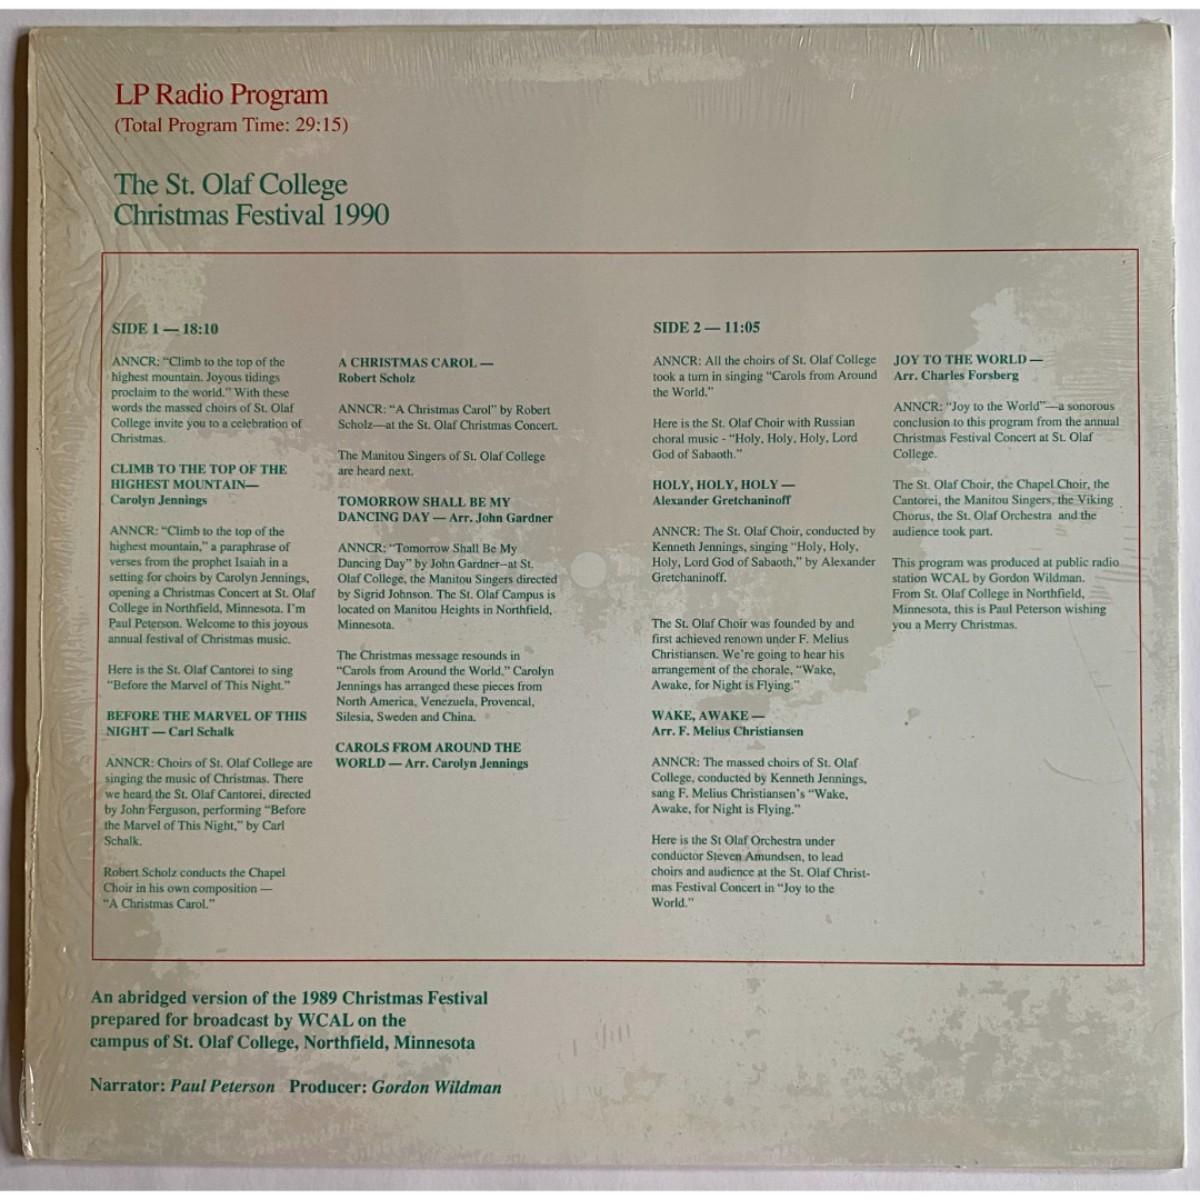 LP Radio Program
(Total Program Time: 29:15)
The St. Olaf College
Christmas Festival 1990
SIDE 1 — 18:10
ANNCR: “Climb to the top of the
highest mountain. Joyous tidings
proclaim to the world.” With these
words the massed choirs of St. Olaf
College invite you to a celebration of
Christmas.
CLIMB TO THE TOP OF THE
HIGHEST MOUNTAIN—
Carolyn Jennings
ANNCR: “Climb to the top of the
highest mountain,” a paraphrase of
verses from the prophet Isaiah in a
setting for choirs by Carolyn Jennings,
opening a Christmas Concert at St. Olaf
College in Northfield, Minnesota. I'm
Paul Peterson. Welcome to this joyous
annual festival of Christmas music.
Here is the St. Olaf Cantorei to sing
“Before the Marvel of This Night.”
BEFORE THE MARVEL OF THIS
NIGHT — Carl Schalk
ANNCR: Choirs of St. Olaf College are
singing the music of Christmas. There
we heard the St. Olaf Cantorei, directed
by John Ferguson, performing “Before
the Marvel of This Night,” by Carl
Schalk.
Robert Scholz conducts the Chapel
Choir in his own composition —
“A Christmas Carol.”
A CHRISTMAS CAROL —
Robert Scholz
ANNCR: “A Christmas Carol” by Robert
Scholz—at the St. Olaf Christmas Concert.
The Manitou Singers of St. Olaf College
are heard next.
TOMORROW SHALL BE MY
DANCING DAY — Arr. John Gardner
ANNCR: “Tomorrow Shall Be My
Dancing Day” by John Gardner—at St.
Olaf College, the Manitou Singers directed
by Sigrid Johnson. The St. Olaf Campus is
located on Manitou Heights in Northfield,
Minnesota.
The Christmas message resounds in
“Carols from Around the World.” Carolyn
Jennings has arranged these pieces from
North America, Venezuela, Provencal,
Silesia, Sweden and China.
CAROLS FROM AROUND THE
WORLD — Arr. Carolyn Jennings
SIDE 2 — 11:05
ANNCR: All the choirs of St. Olaf College
took a turn in singing “Carols from Around
the World.”
Here is the St. Olaf Choir with Russian
choral music - “Holy, Holy, Holy, Lord
God of Sabaoth.”
HOLY, HOLY, HOLY —
Alexander Gretchaninoff
ANNCR: The St. Olaf Choir, conducted by
Kenneth Jennings, singing “Holy, Holy,
Holy, Lord God of Sabaoth,” by Alexander
Gretchaninoff.
The St. Olaf Choir was founded by and
first achieved renown under F. Melius
Christiansen. We're going to hear his
arrangement of the chorale, “Wake,
Awake, for Night is Flying.”
WAKE, AWAKE —
Arr. F. Melius Christiansen
ANNCR: The massed choirs of St. Olaf
College, conducted by Kenneth Jennings,
sang F. Melius Christiansen's “Wake,
Awake, for Night is Flying.”
Here is the St Olaf Orchestra under
conductor Steven Amundsen, to lead
choirs and audience at the St. Olaf Christ-
mas Festival Concert in “Joy to the
World.”
JOY TO THE WORLD —
Arr. Charles Forsberg
ANNCR: “Joy to the World”—a sonorous
conclusion to this program from the annual
Christmas Festival Concert at St. Olaf
College.
The St. Olaf Choir, the Chapel Choir, the
Cantorei, the Manitou Singers, the Viking
Chorus, the St. Olaf Orchestra and the
audience took part.
This program was produced at public radio
station WCAL by Gordon Wildman.
From St. Olaf College in Northfield,
Minnesota, this is Paul Peterson wishing
you a Merry Christmas.
An abridged version of the 1989 Christmas Festival
prepared for broadcast by WCAL on the
campus of St. Olaf College, Northfield, Minnesota
Narrator: Paul Peterson Producer: Gordon Wildman